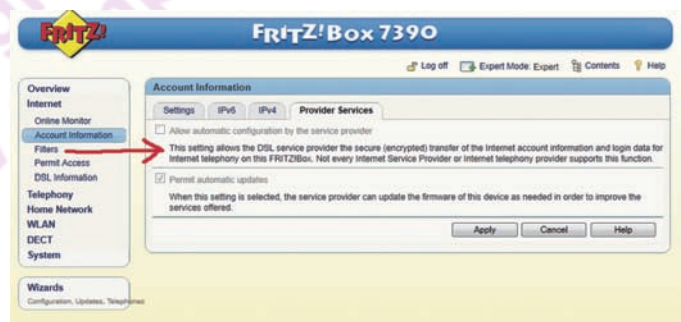 FRITZ!
FRITZ!Box 7390
Log off Expert Mode: Expert Contents Help
Overview
Internet
Online Monitor
Account Information
Filters
Permit Access
DSL Information
Telephony
Home Network
WLAN
DECT
System
Wizards
Configuration, Updates, Telephones
Account Information
Settings IPv6 IPv4 Provider Services
Allow automatic configuration by the service provider
This setting allows the DSL service provider the secure (encrypted) transfer of the Internet account information and login data for
Internet telephony on this FRITZ!Box. Not every Internet Service Provider or Internet telephony provider supports this function.
Permit automatic updates
When this setting is selected, the service provider can update the firmware of this device as needed in order to improve the
services offered.
Apply Cancel Help